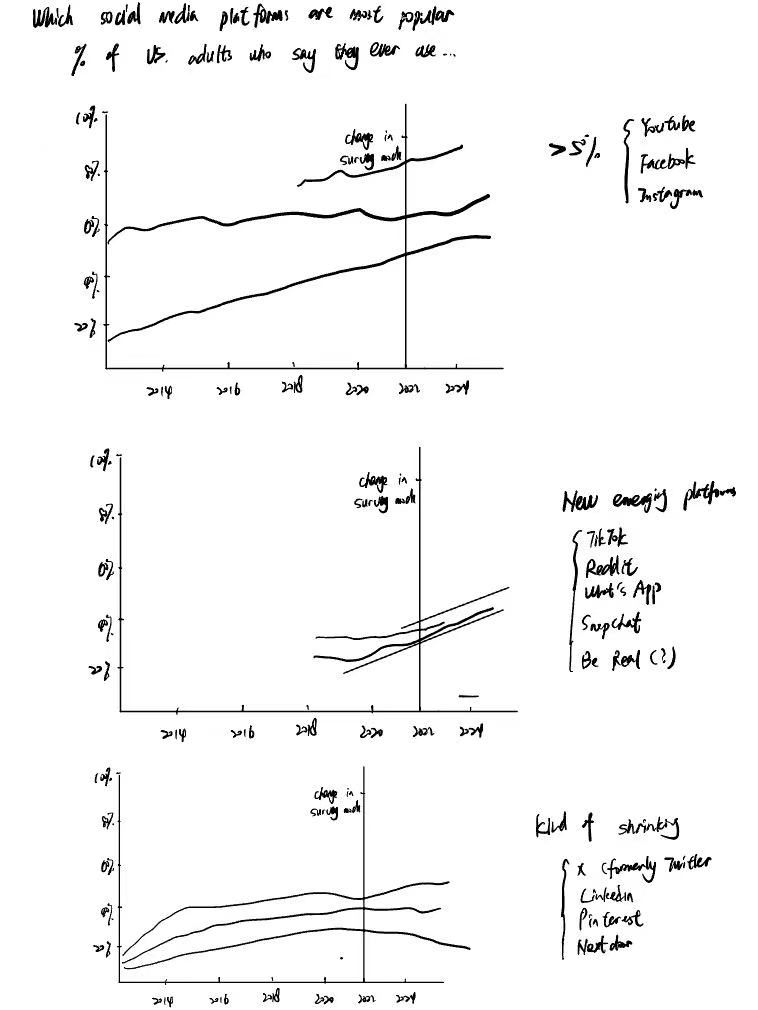 Which social media platforms are most popular
% of US. adults who say they ever use ...
100%
change in
survey mode
80%
60%
40%
20%
2014 2016 2018 2020 2022 2024
>50%
Youtube
Facebook
Instagram
100%
change in
survey mode
80%
60%
40%
20%
2014 2016 2018 2020 2022 2024
New emerging platforms
TikTok
Reddit
What's App
Snapchat
Be Real (?)
100%
change in
survey mode
80%
60%
40%
20%
2014 2016 2018 2020 2022 2024
kind of shrinking
X (formerly Twitter
LinkedIn
Pinterest
Nextdoor